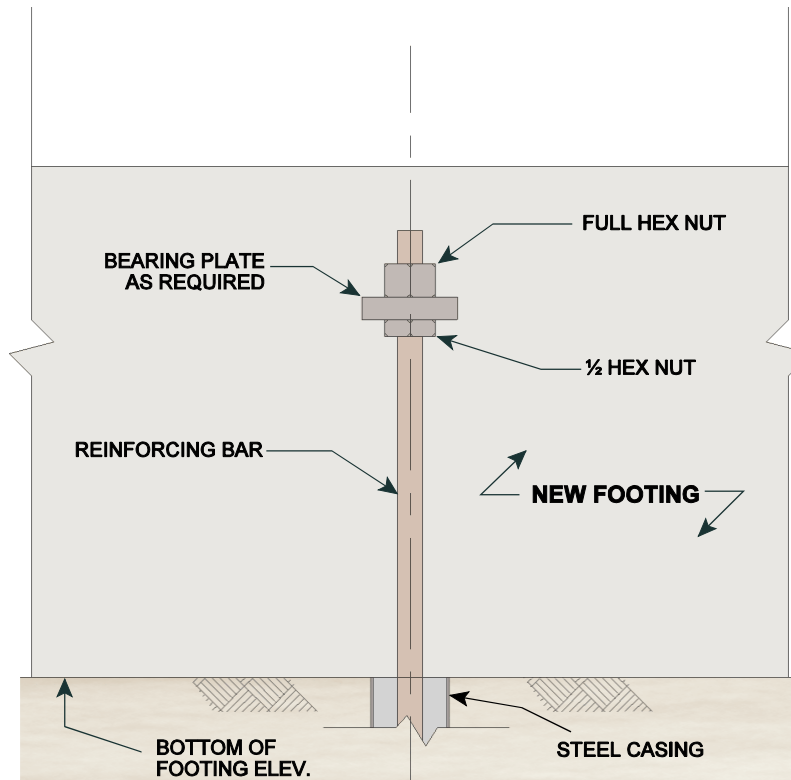 FULL HEX NUT
BEARING PLATE
AS REQUIRED
½ HEX NUT
REINFORCING BAR
NEW FOOTING
BOTTOM OF
FOOTING ELEV.
STEEL CASING